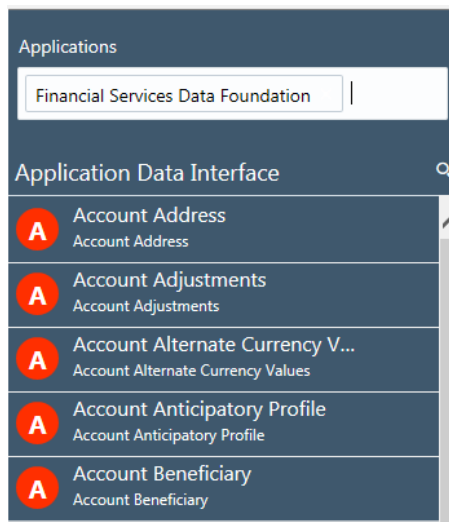 Applications
Financial Services Data Foundation
Application Data Interface
A
Account Address
Account Address
A
Account Adjustments
Account Adjustments
A
Account Alternate Currency V...
Account Alternate Currency Values
A
Account Anticipatory Profile
Account Anticipatory Profile
A
Account Beneficiary
Account Beneficiary